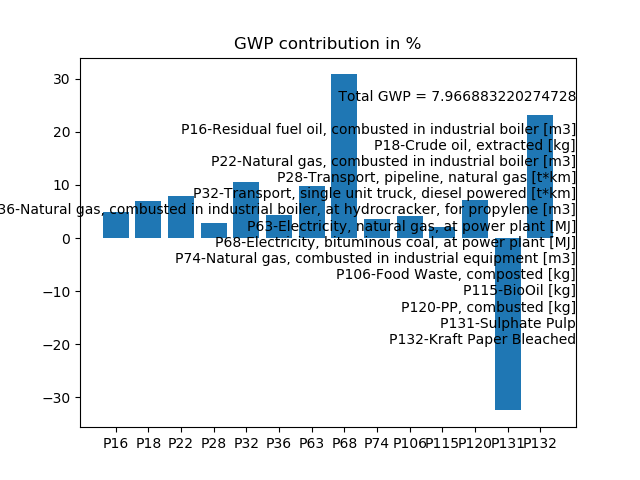 GWP contribution in %
Total GWP = 7.966883220274728
P16-Residual fuel oil, combusted in industrial boiler [m3]
P18-Crude oil, extracted [kg]
P22-Natural gas, combusted in industrial boiler [m3]
P28-Transport, pipeline, natural gas [t*km]
P32-Transport, single unit truck, diesel powered [t*km]
36-Natural gas, combusted in industrial boiler, at hydrocracker, for propylene [m3]
P63-Electricity, natural gas, at power plant [MJ]
P68-Electricity, bituminous coal, at power plant [MJ]
P74-Natural gas, combusted in industrial equipment [m3]
P106-Food Waste, composted [kg]
P115-BioOil [kg]
P120-PP, combusted [kg]
P131-Sulphate Pulp
P132-Kraft Paper Bleached
30
20
10
0
−10
−20
−30
P16 P18 P22 P28 P32 P36 P63 P68 P74 P106 P115 P120 P131 P132